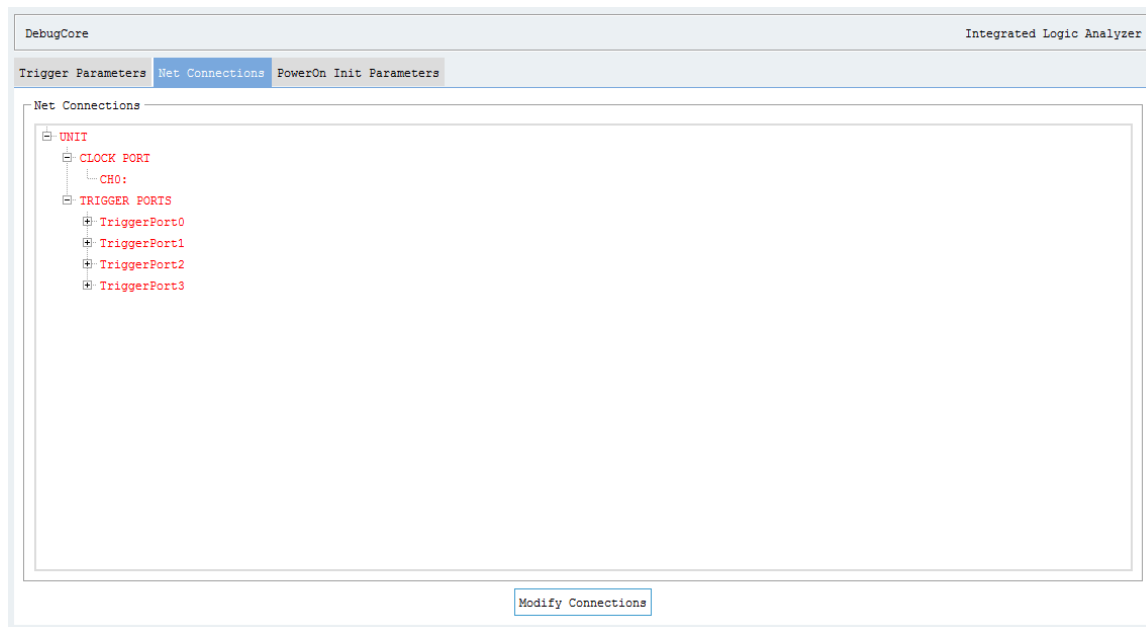 DebugCore Integrated Logic Analyzer
Trigger Parameters Net Connections PowerOn Init Parameters
Net Connections
UNIT
CLOCK PORT
CH0:
TRIGGER PORTS
TriggerPort0
TriggerPort1
TriggerPort2
TriggerPort3
Modify Connections